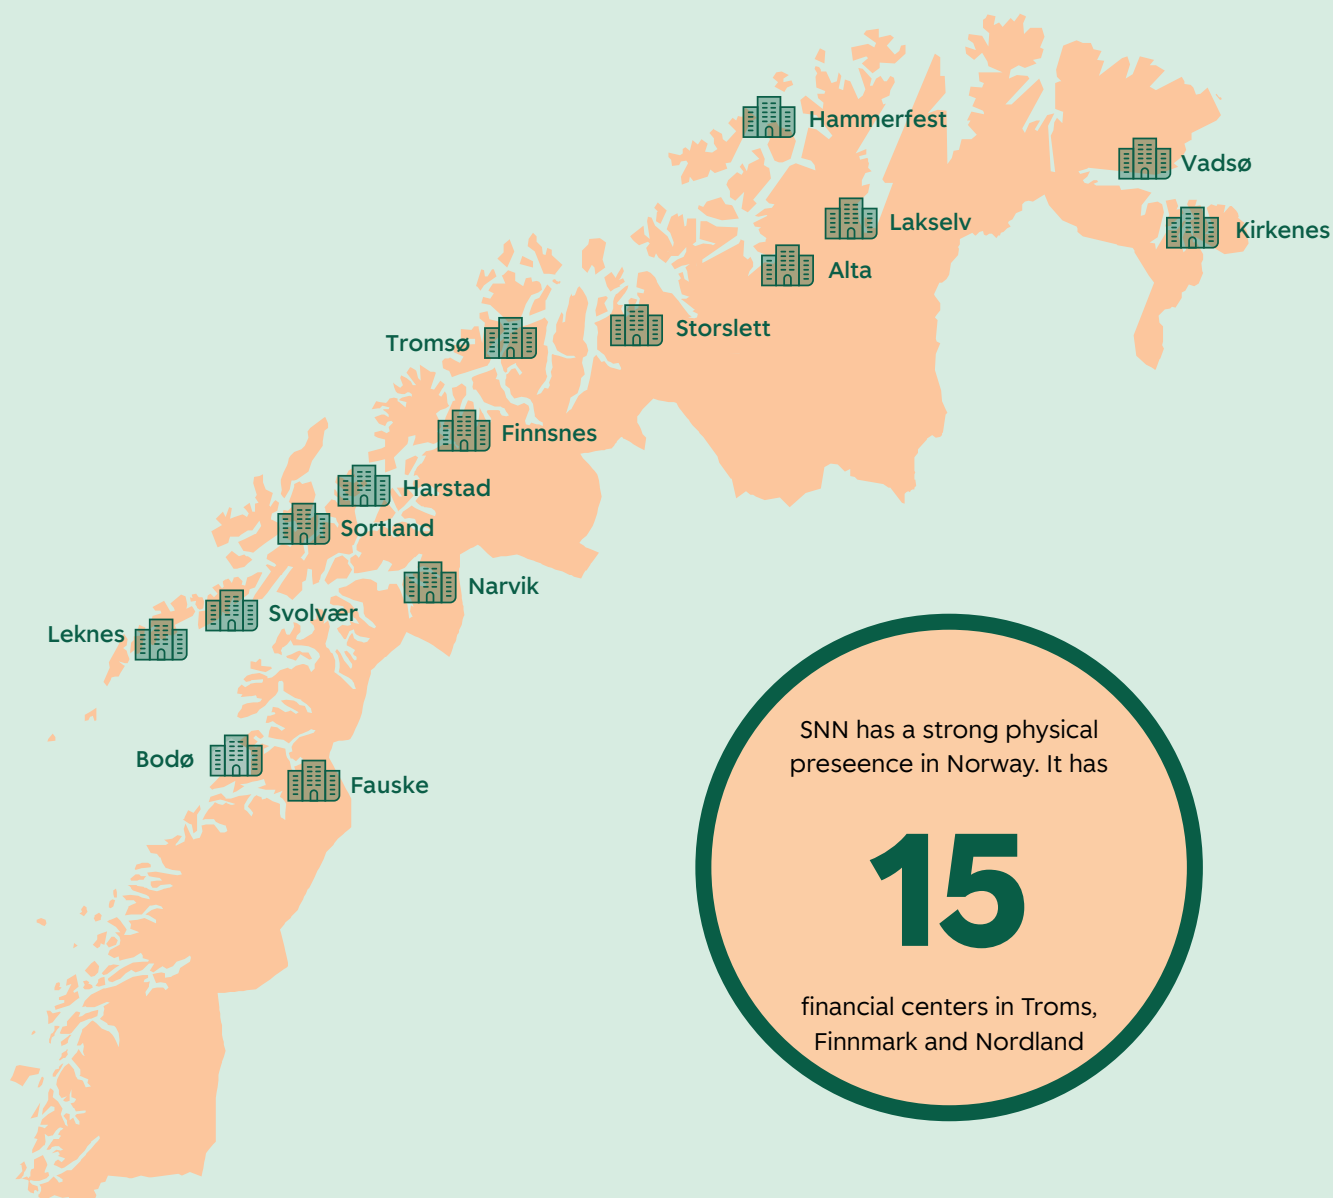 Hammerfest
Vadsø
Lakselv
Kirkenes
Alta
Storslett
Tromsø
Finnsnes
Harstad
Sortland
Narvik
Svolvær
Leknes
Bodø
Fauske
SNN has a strong physical
preseence in Norway. It has
15
financial centers in Troms,
Finnmark and Nordland